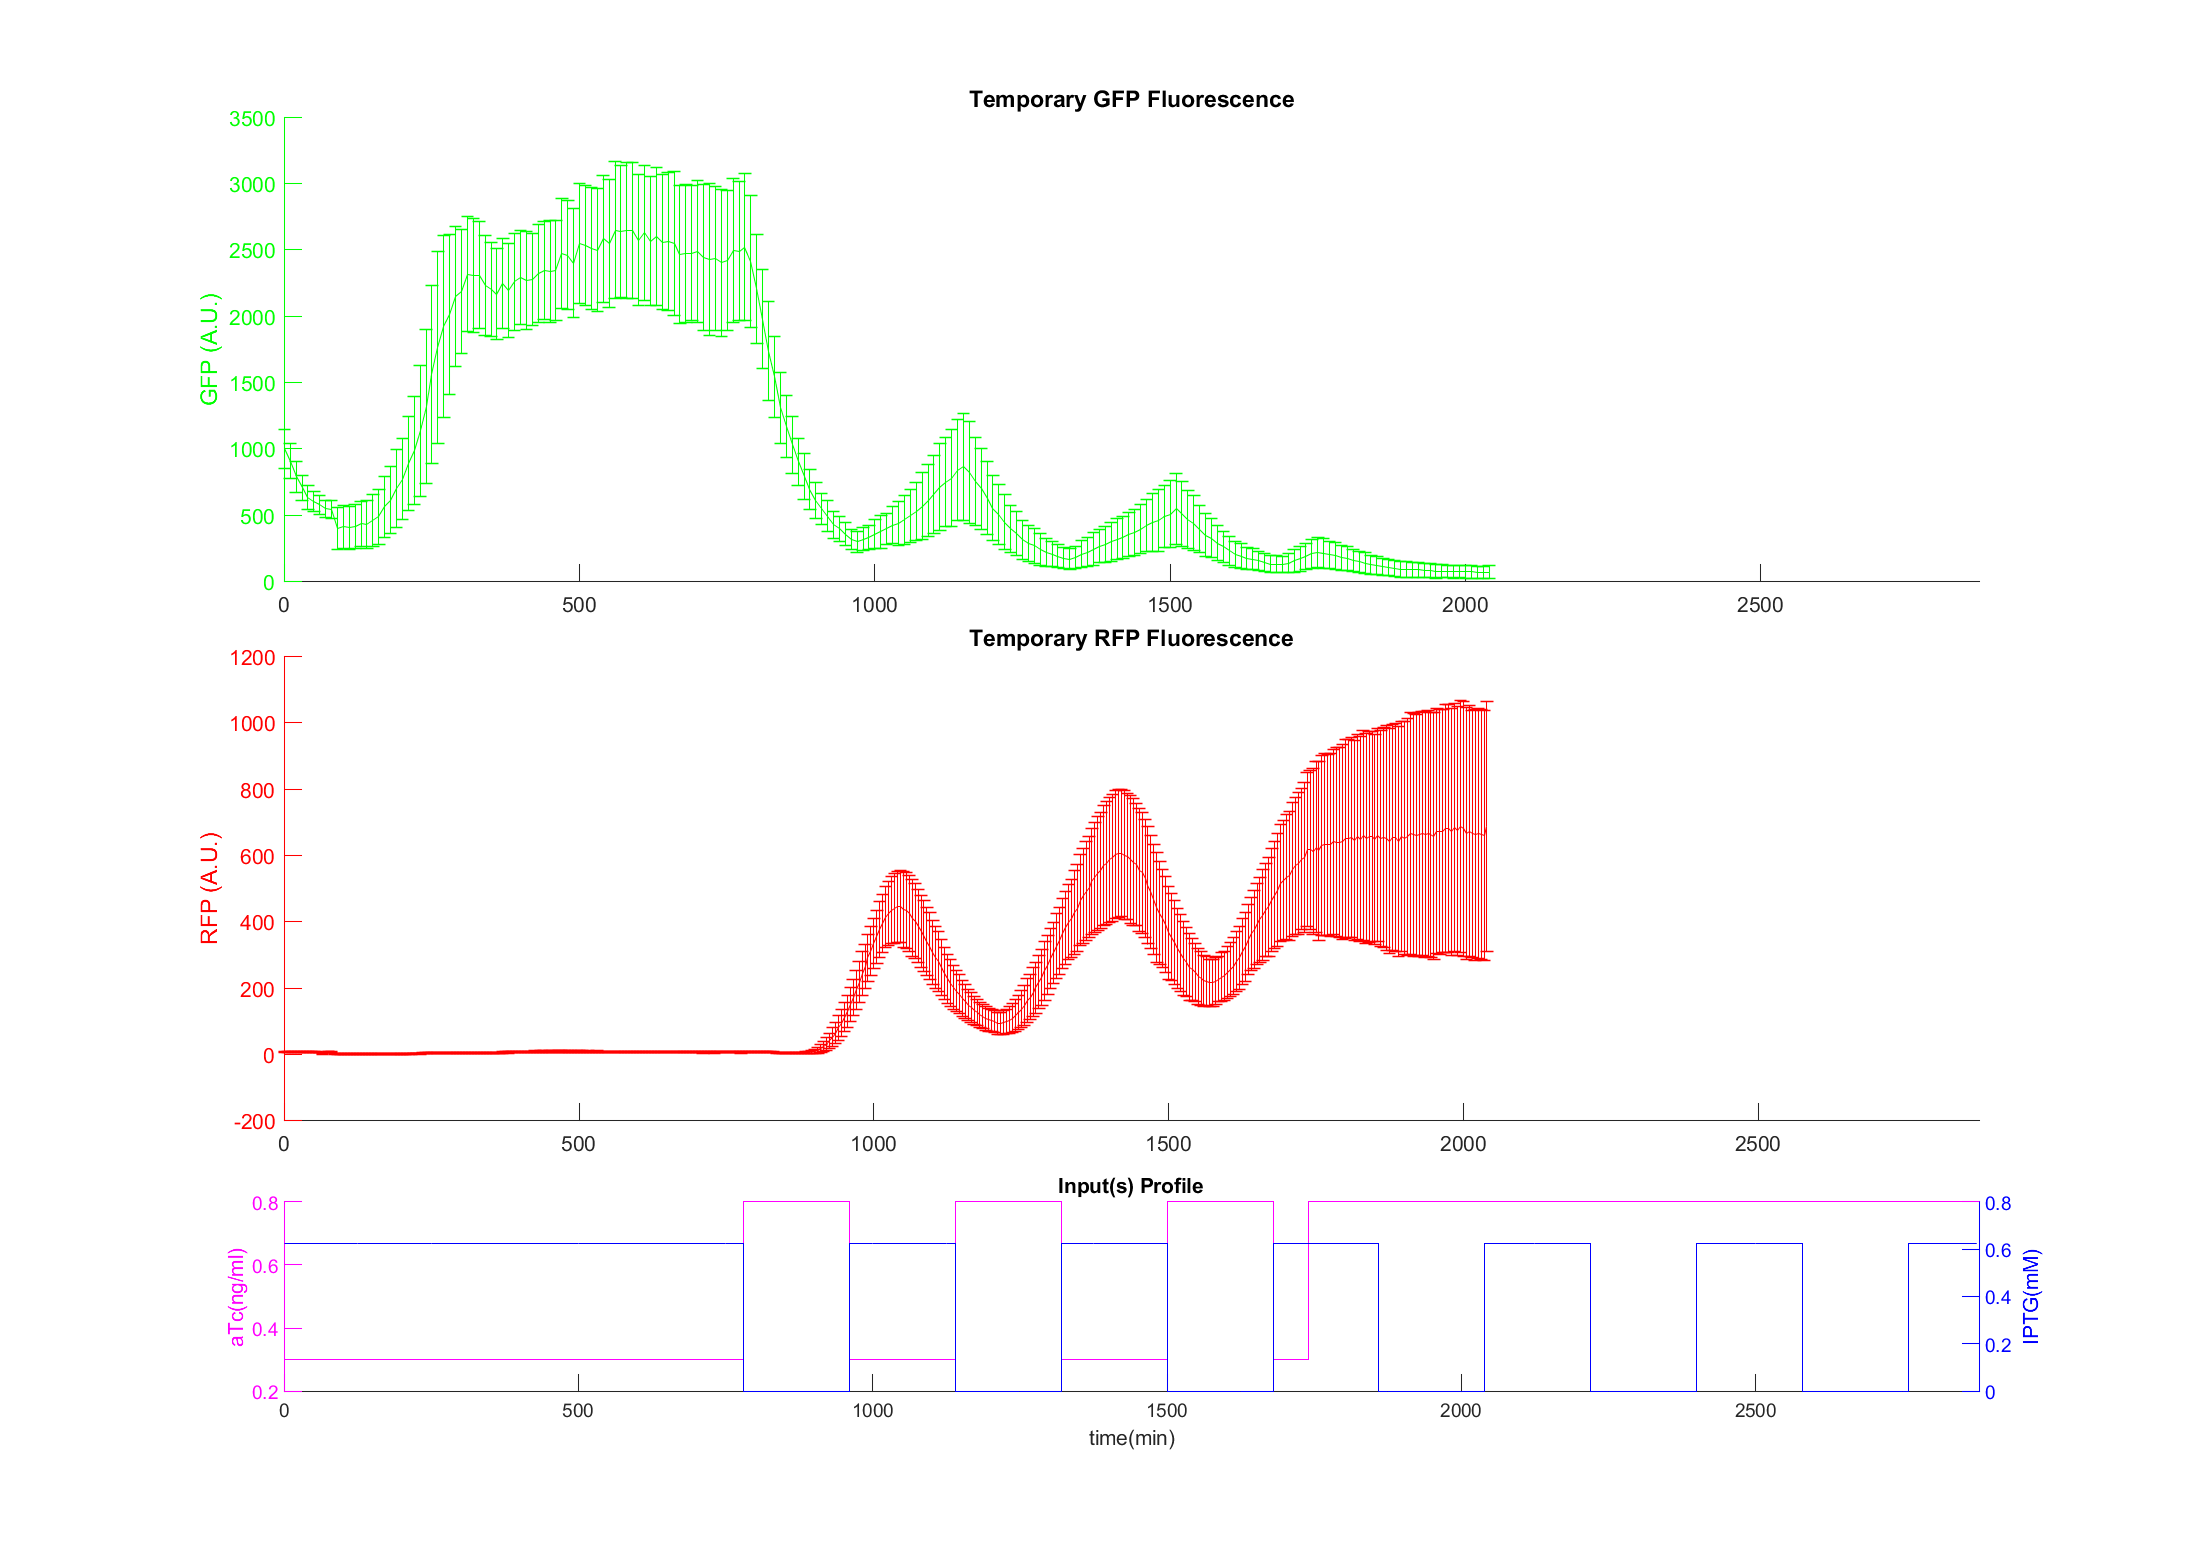 Temporary GFP Fluorescence
3500
3000
2500
2000
1500
1000
500
0
GFP (A.U.)
0 500 1000 1500 2000 2500
Temporary RFP Fluorescence
1200
1000
800
600
400
200
0
-200
RFP (A.U.)
0 500 1000 1500 2000 2500
Input(s) Profile
0.8
0.6
0.4
0.2
aTc(ng/ml)
0.8
0.6
0.4
0.2
0
IPTG(mM)
0 500 1000 1500 2000 2500
time(min)